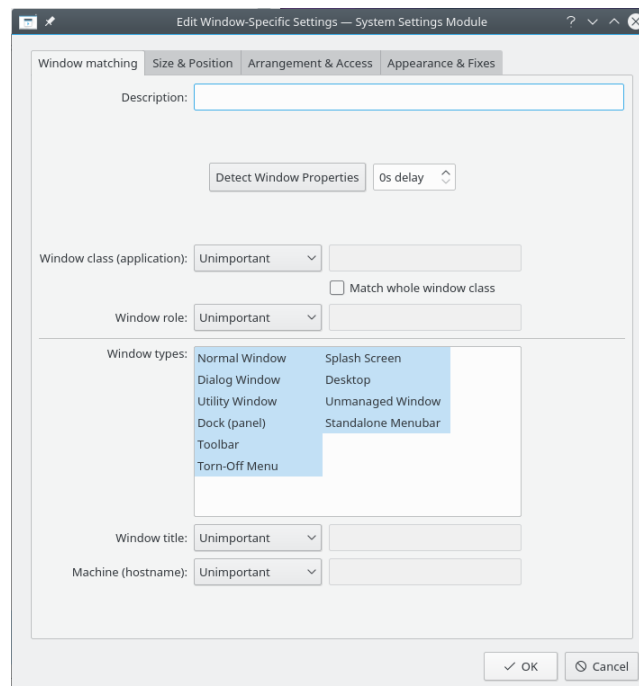 Edit Window-Specific Settings — System Settings Module
Window matching Size & Position Arrangement & Access Appearance & Fixes
Description:
Detect Window Properties 0s delay
Window class (application): Unimportant
Match whole window class
Window role: Unimportant
Window types: Normal Window Splash Screen
Dialog Window Desktop
Utility Window Unmanaged Window
Dock (panel) Standalone Menubar
Toolbar
Torn-Off Menu
Window title: Unimportant
Machine (hostname): Unimportant
OK Cancel